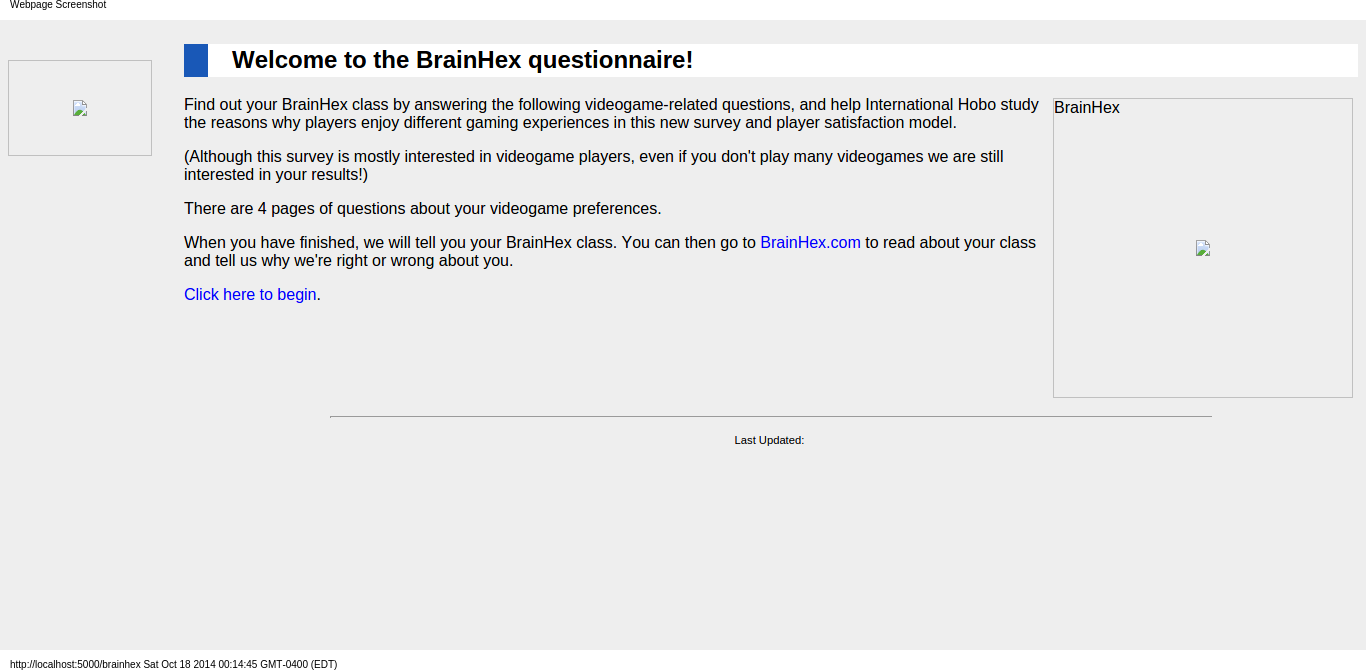 Webpage Screenshot
Welcome to the BrainHex questionnaire!
Find out your BrainHex class by answering the following videogame-related questions, and help International Hobo study
the reasons why players enjoy different gaming experiences in this new survey and player satisfaction model.
BrainHex
(Although this survey is mostly interested in videogame players, even if you don't play many videogames we are still
interested in your results!)
There are 4 pages of questions about your videogame preferences.
When you have finished, we will tell you your BrainHex class. You can then go to BrainHex.com to read about your class
and tell us why we're right or wrong about you.
Click here to begin.
Last Updated:
http://localhost:5000/brainhex Sat Oct 18 2014 00:14:45 GMT-0400 (EDT)